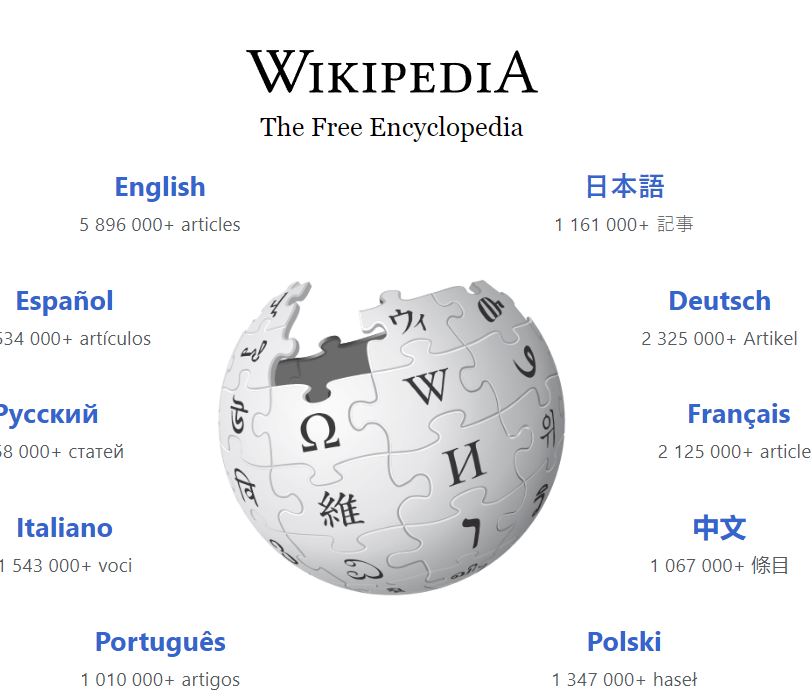 WIKIPEDIA
The Free Encyclopedia
English
5 896 000+ articles
日本語
1 161 000+ 記事
Español
534 000+ artículos
Deutsch
2 325 000+ Artikel
Русский
58 000+ статей
Français
2 125 000+ article
Italiano
1 543 000+ voci
中文
1 067 000+ 條目
Português
1 010 000+ artigos
Polski
1 347 000+ haseł
ウィ
W
Ω
И
위
維
ו